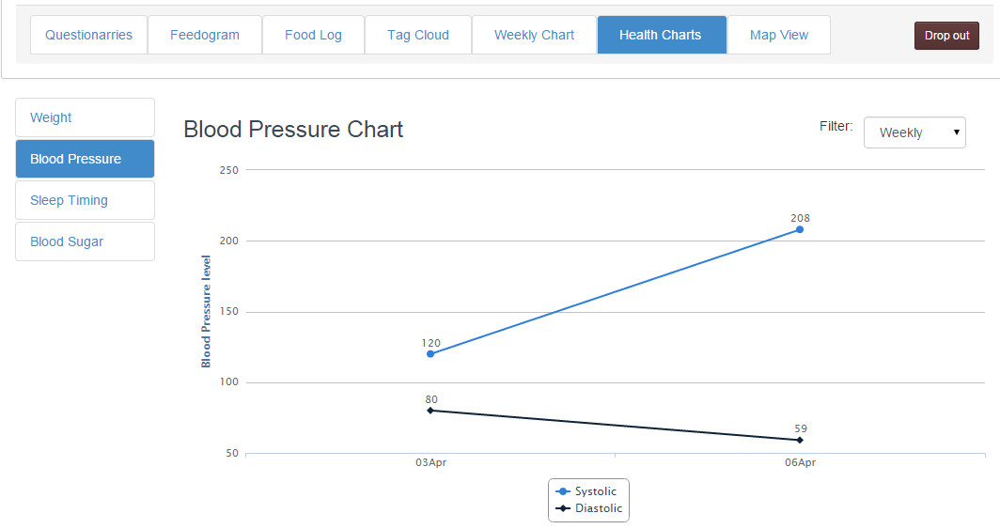 Questionarries Feedogram Food Log Tag Cloud Weekly Chart Health Charts Map View Drop out
Weight
Blood Pressure
Sleep Timing
Blood Sugar
Blood Pressure Chart
Filter: Weekly
Blood Pressure level
250
200
150
100
50
208
120
80
59
03Apr 06Apr
Systolic
Diastolic